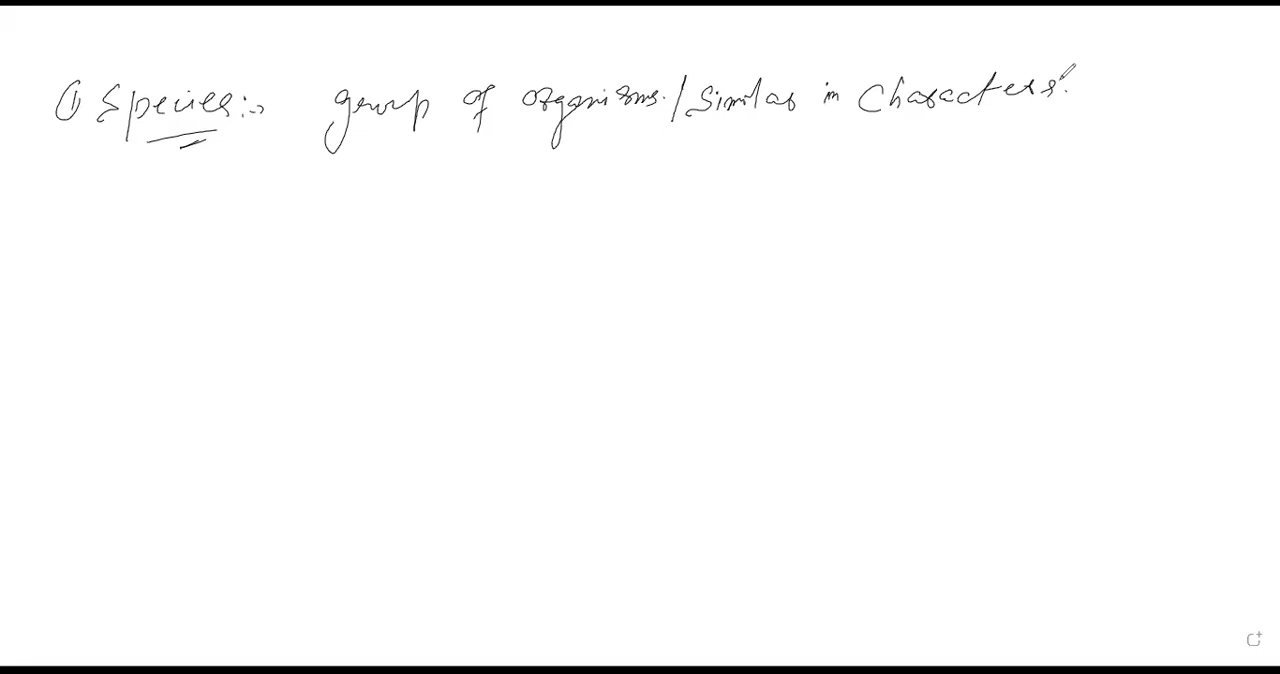 ① Species:-> group of organisms./similar in characters.